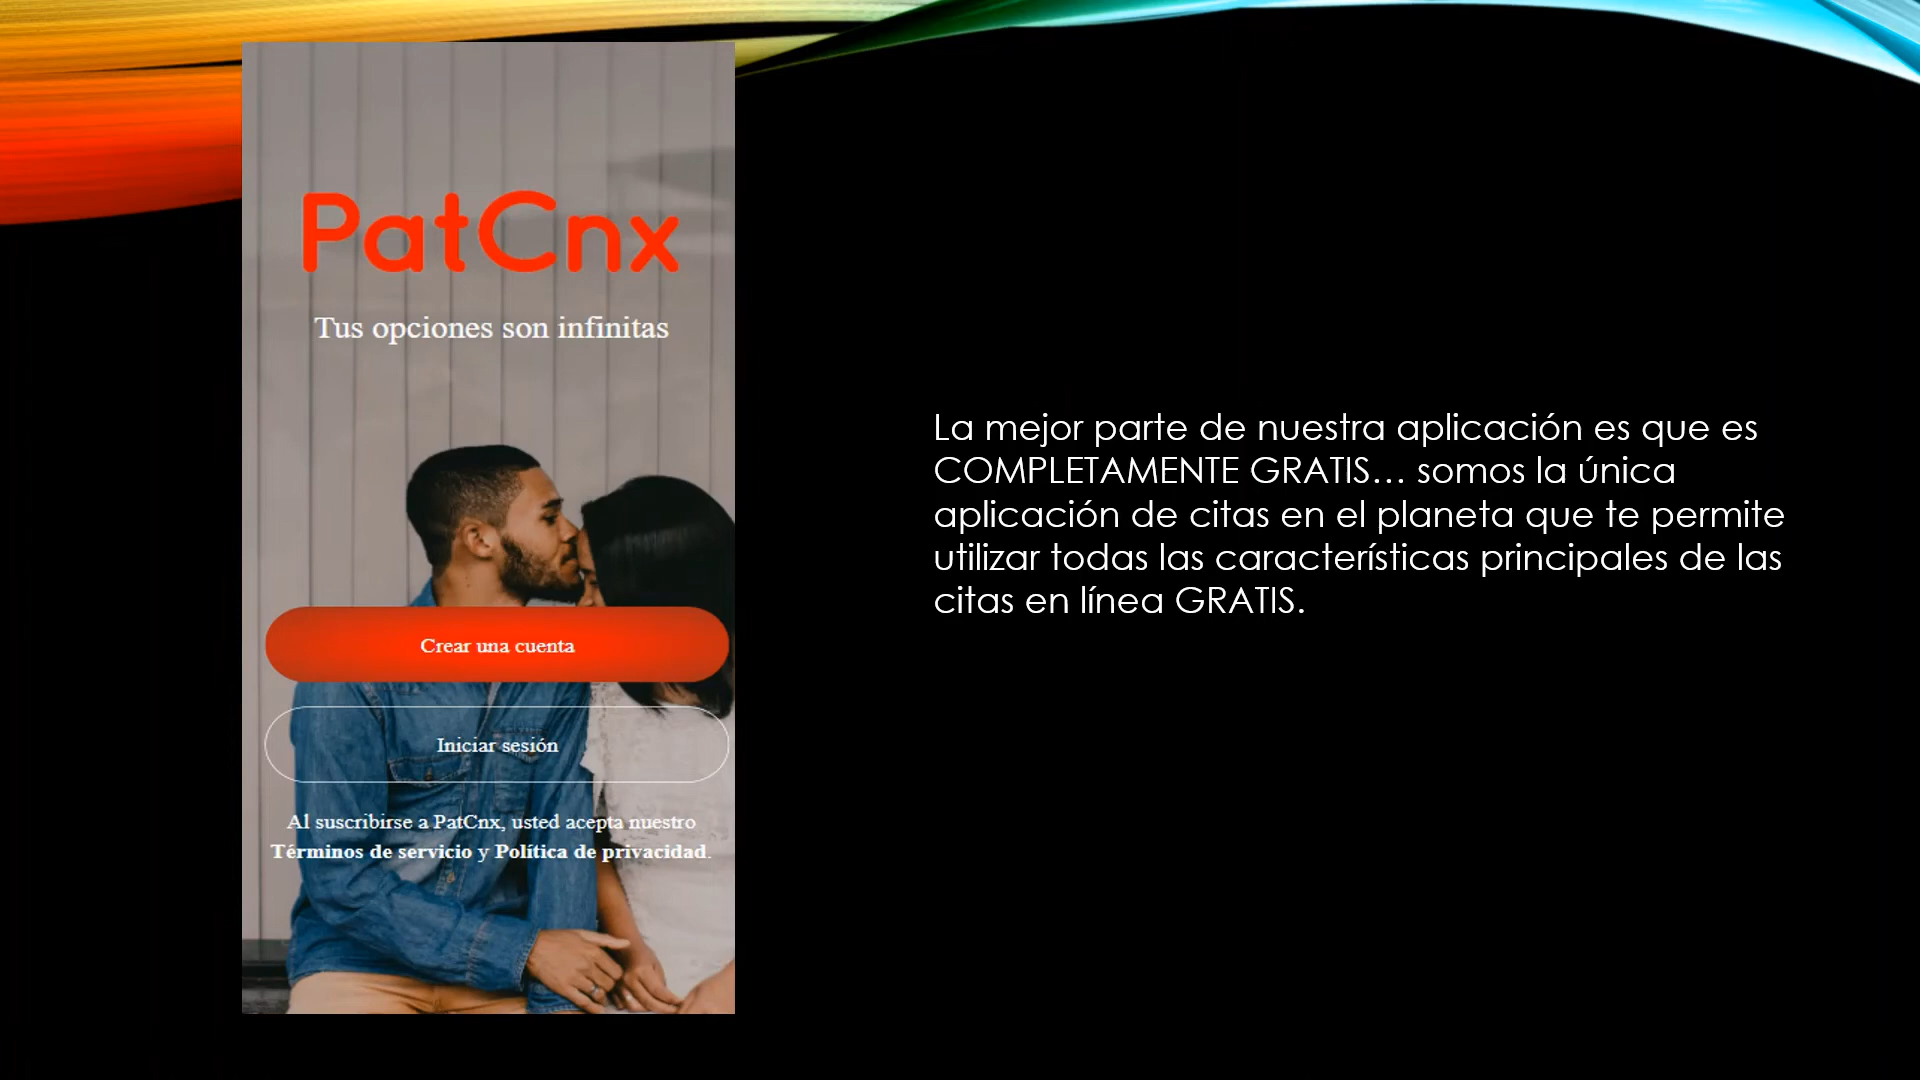 PatCnx
Tus opciones son infinitas
Crear una cuenta
Iniciar sesión
Al suscribirse a PatCnx, usted acepta nuestro
Términos de servicio y Política de privacidad.
La mejor parte de nuestra aplicación es que es
COMPLETAMENTE GRATIS… somos la única
aplicación de citas en el planeta que te permite
utilizar todas las características principales de las
citas en línea GRATIS.